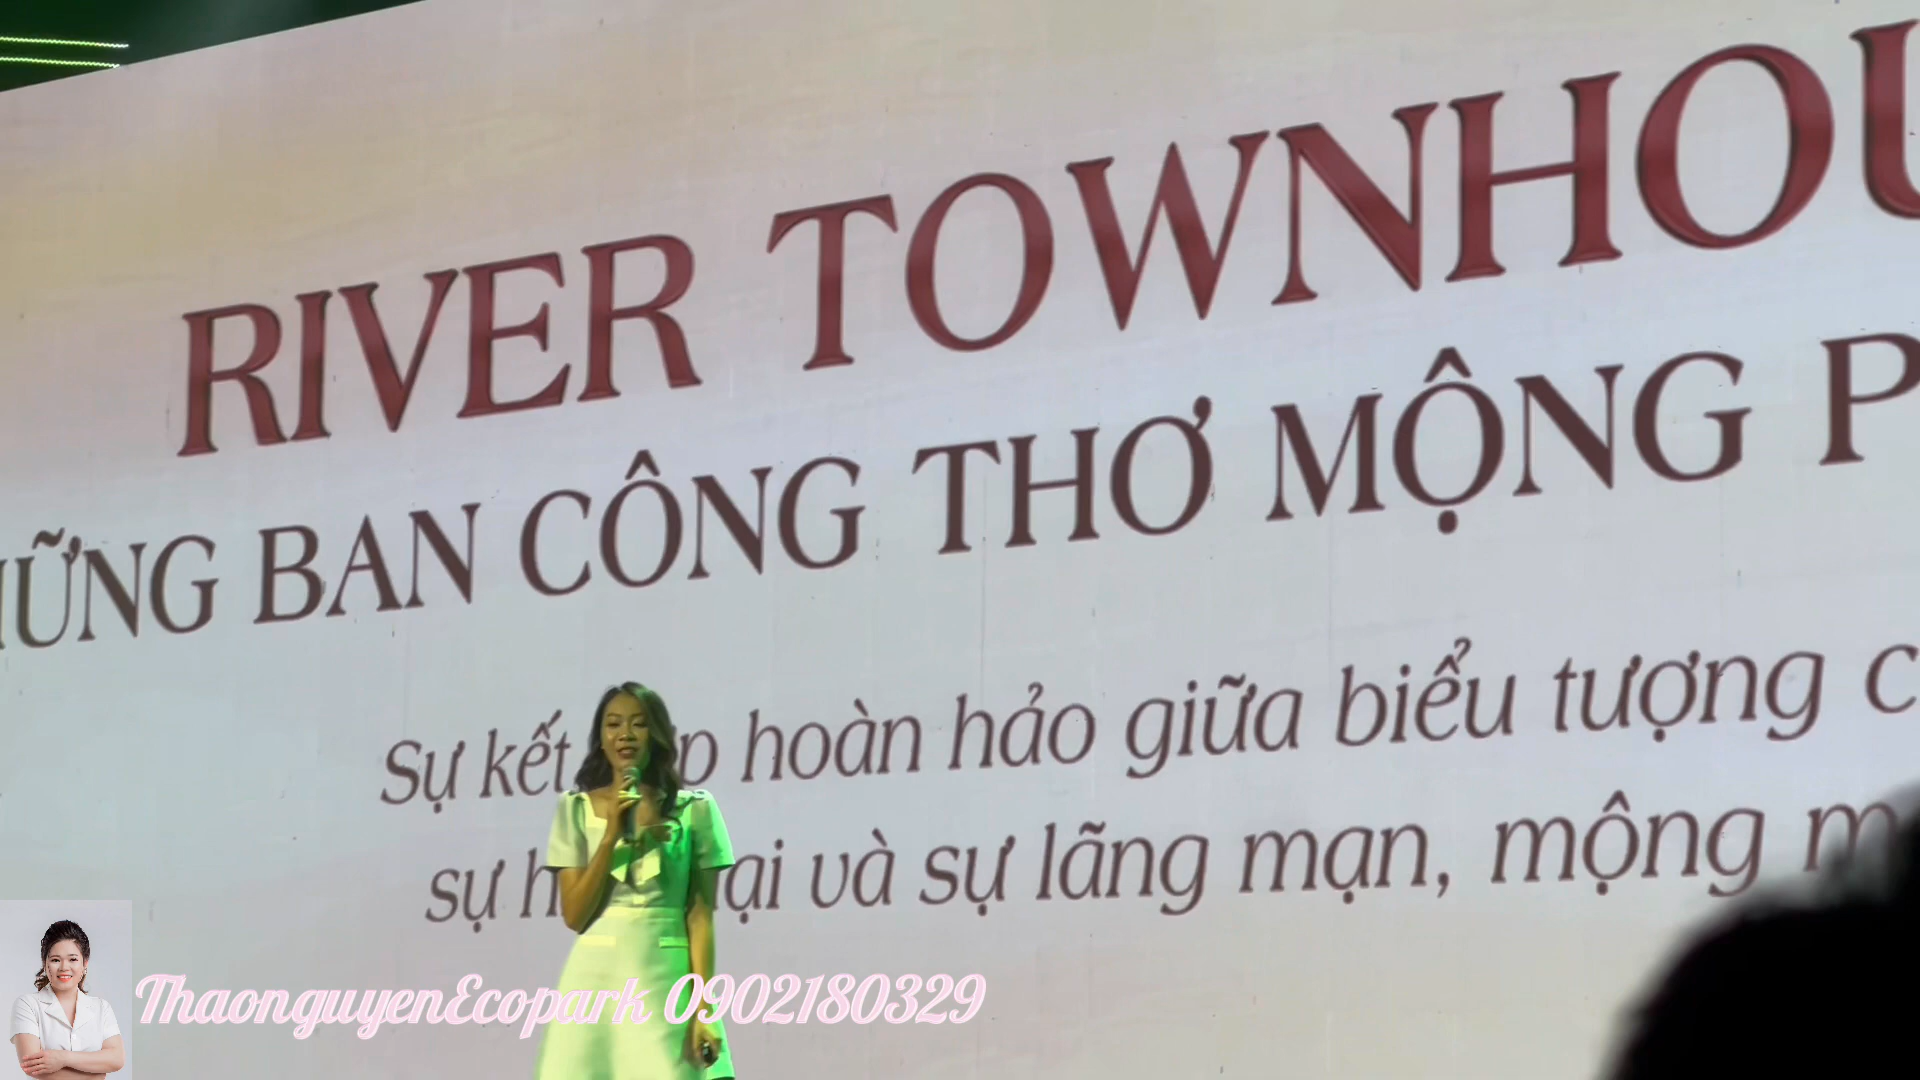 RIVER TOWNHOU
ỮNG BAN CÔNG THƠ MỘNG P
Sự kết p hoàn hảo giữa biểu tượng c
sự h ại và sự lãng mạn, mộng m
ThaonguyenEcopark 0902180329